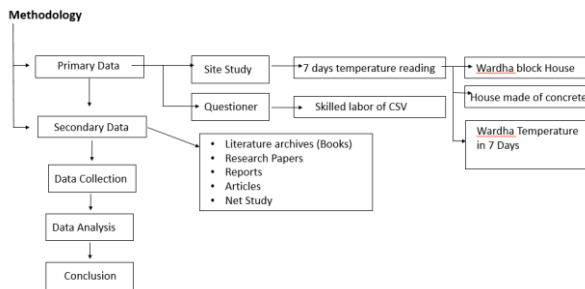 Methodology
Primary Data
Site Study
7 days temperature reading
Wardha block House
House made of concrete
Questioner
Skilled labor of CSV
Wardha Temperature
in 7 Days
Secondary Data
• Literature archives (Books)
• Research Papers
• Reports
• Articles
• Net Study
Data Collection
Data Analysis
Conclusion